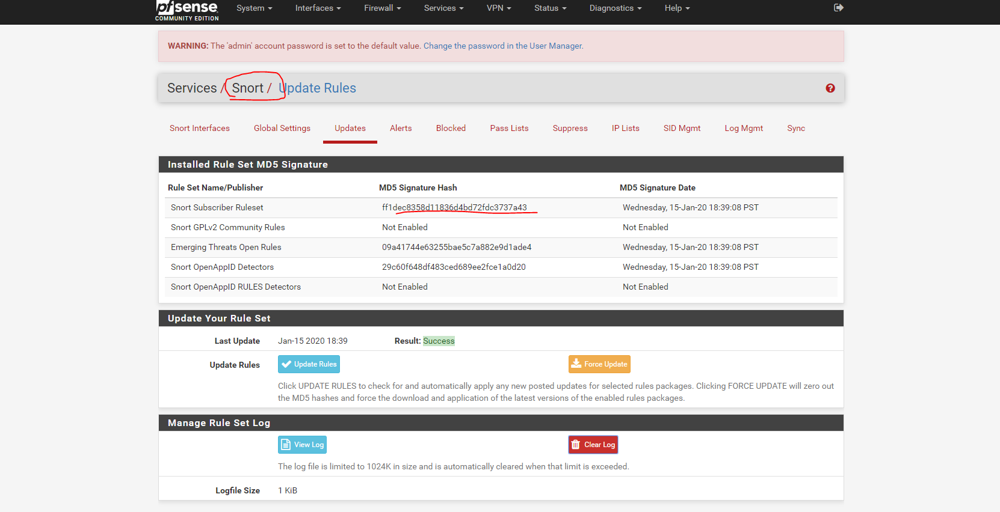 pfsense COMMUNITY EDITION System Interfaces Firewall Services VPN Status Diagnostics Help
WARNING: The 'admin' account password is set to the default value. Change the password in the User Manager.
Services / Snort / Update Rules
Snort Interfaces Global Settings Updates Alerts Blocked Pass Lists Suppress IP Lists SID Mgmt Log Mgmt Sync
Installed Rule Set MD5 Signature
Rule Set Name/Publisher MD5 Signature Hash MD5 Signature Date
Snort Subscriber Ruleset ff1dec8358d11836d4bd72fdc3737a43 Wednesday, 15-Jan-20 18:39:08 PST
Snort GPLv2 Community Rules Not Enabled Not Enabled
Emerging Threats Open Rules 09a41744e63255bae5c7a882e9d1ade4 Wednesday, 15-Jan-20 18:39:08 PST
Snort OpenAppID Detectors 29c60f648df483ced689ee2fce1a0d20 Wednesday, 15-Jan-20 18:39:08 PST
Snort OpenAppID RULES Detectors Not Enabled Not Enabled
Update Your Rule Set
Last Update Jan-15 2020 18:39 Result: Success
Update Rules Update Rules Force Update
Click UPDATE RULES to check for and automatically apply any new posted updates for selected rules packages. Clicking FORCE UPDATE will zero out
the MD5 hashes and force the download and application of the latest versions of the enabled rules packages.
Manage Rule Set Log
View Log Clear Log
The log file is limited to 1024K in size and is automatically cleared when that limit is exceeded.
Logfile Size 1 KiB